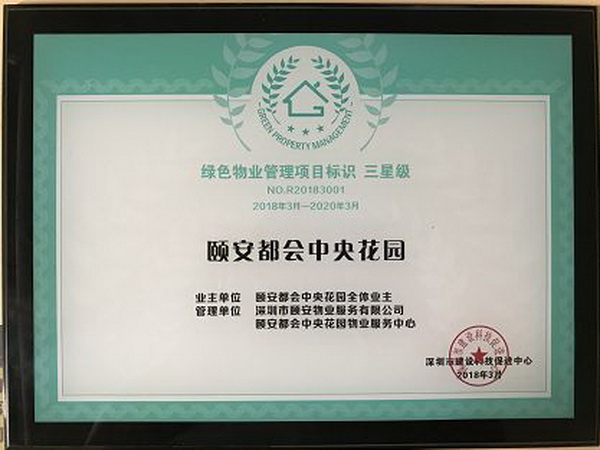 GREEN PROPERTY MANAGEMENT
绿色物业管理项目标识 三星级
NO.R20183001
2018年3月—2020年3月
颐安都会中央花园
业主单位 颐安都会中央花园全体业主
管理单位 深圳市颐安物业服务有限公司
颐安都会中央花园物业服务中心
深圳市建设科技促进中心
2018年3月